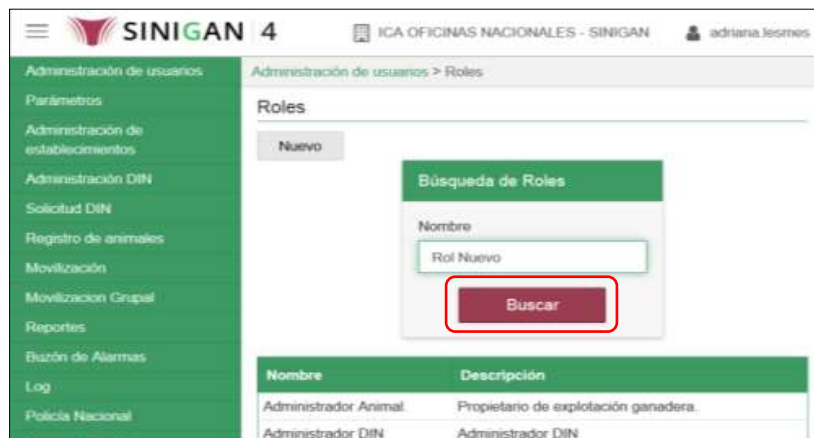 SINIGAN 4
ICA OFICINAS NACIONALES - SINIGAN
adriana.lesmes
Administración de usuarios
Parámetros
Administración de
establecimientos
Administración DIN
Solicitud DIN
Registro de animales
Movilización
Movilizacion Grupal
Reportes
Buzón de Alarmas
Log
Policía Nacional
Administración de usuarios > Roles
Roles
Nuevo
Búsqueda de Roles
Nombre
Rol Nuevo
Buscar
Nombre Descripción
Administrador Animal. Propietario de explotación ganadera.
Administrador DIN Administrador DIN